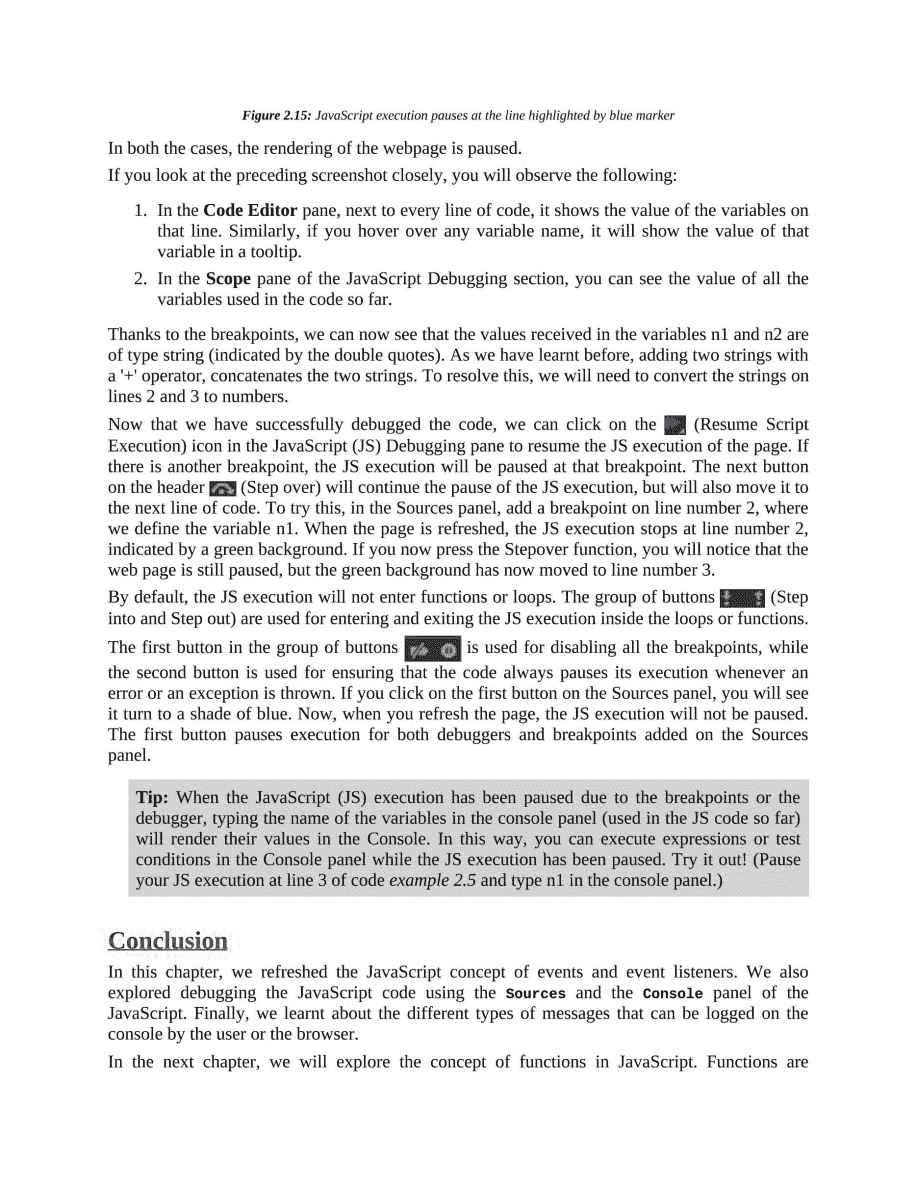 Figure 2.15: JavaScript execution pauses at the line highlighted by blue marker
In both the cases, the rendering of the webpage is paused.
If you look at the preceding screenshot closely, you will observe the following:
1. In the Code Editor pane, next to every line of code, it shows the value of the variables on
that line. Similarly, if you hover over any variable name, it will show the value of that
variable in a tooltip.
2. In the Scope pane of the JavaScript Debugging section, you can see the value of all the
variables used in the code so far.
Thanks to the breakpoints, we can now see that the values received in the variables n1 and n2 are
of type string (indicated by the double quotes). As we have learnt before, adding two strings with
a '+' operator, concatenates the two strings. To resolve this, we will need to convert the strings on
lines 2 and 3 to numbers.
Now that we have successfully debugged the code, we can click on the (Resume Script
Execution) icon in the JavaScript (JS) Debugging pane to resume the JS execution of the page. If
there is another breakpoint, the JS execution will be paused at that breakpoint. The next button
on the header (Step over) will continue the pause of the JS execution, but will also move it to
the next line of code. To try this, in the Sources panel, add a breakpoint on line number 2, where
we define the variable n1. When the page is refreshed, the JS execution stops at line number 2,
indicated by a green background. If you now press the Stepover function, you will notice that the
web page is still paused, but the green background has now moved to line number 3.
By default, the JS execution will not enter functions or loops. The group of buttons (Step
into and Step out) are used for entering and exiting the JS execution inside the loops or functions.
The first button in the group of buttons is used for disabling all the breakpoints, while
the second button is used for ensuring that the code always pauses its execution whenever an
error or an exception is thrown. If you click on the first button on the Sources panel, you will see
it turn to a shade of blue. Now, when you refresh the page, the JS execution will not be paused.
The first button pauses execution for both debuggers and breakpoints added on the Sources
panel.
Tip: When the JavaScript (JS) execution has been paused due to the breakpoints or the
debugger, typing the name of the variables in the console panel (used in the JS code so far)
will render their values in the Console. In this way, you can execute expressions or test
conditions in the Console panel while the JS execution has been paused. Try it out! (Pause
your JS execution at line 3 of code example 2.5 and type n1 in the console panel.)
Conclusion
In this chapter, we refreshed the JavaScript concept of events and event listeners. We also
explored debugging the JavaScript code using the Sources and the Console panel of the
JavaScript. Finally, we learnt about the different types of messages that can be logged on the
console by the user or the browser.
In the next chapter, we will explore the concept of functions in JavaScript. Functions are